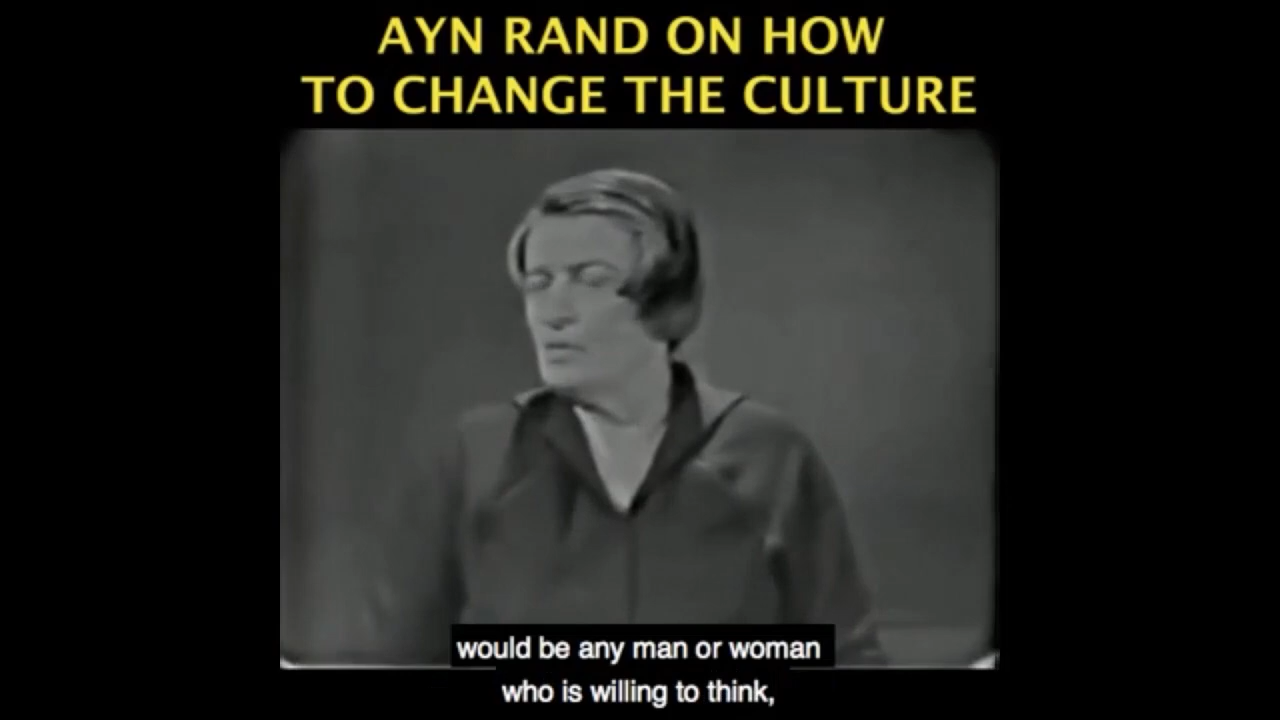 AYN RAND ON HOW
TO CHANGE THE CULTURE
would be any man or woman
who is willing to think,